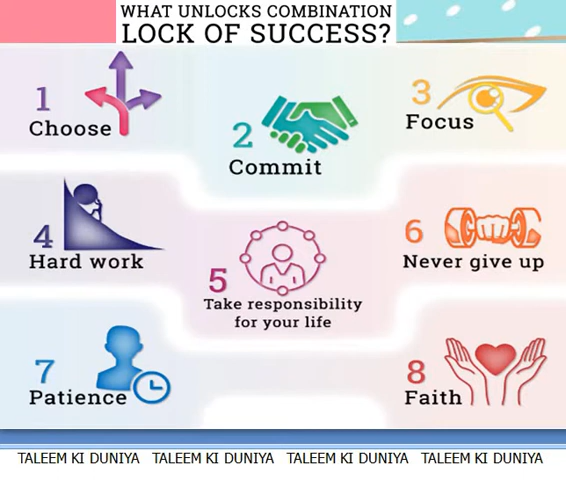 WHAT UNLOCKS COMBINATION
LOCK OF SUCCESS?
1
Choose
2
Commit
3
Focus
4
Hard work
5
Take responsibility
for your life
6
Never give up
7
Patience
8
Faith
TALEEM KI DUNIYA TALEEM KI DUNIYA TALEEM KI DUNIYA TALEEM KI DUNIYA